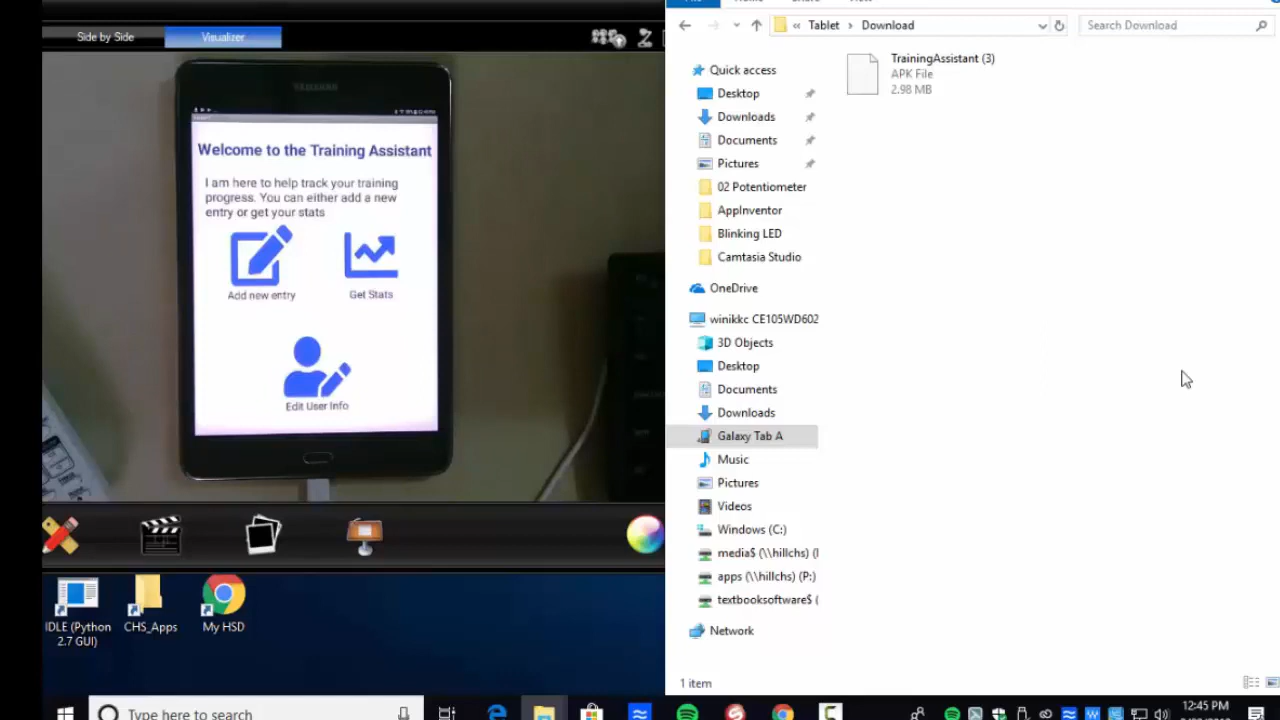 Side by Side
Visualizer
SAMSUNG
Welcome to the Training Assistant
I am here to help track your training
progress. You can either add a new
entry or get your stats
Add new entry
Get Stats
Edit User Info
IDLE (Python
2.7 GUI)
CHS_Apps
My HSD
Type here to search
« Tablet > Download
Search Download
Quick access
Desktop
Downloads
Documents
Pictures
02 Potentiometer
AppInventor
Blinking LED
Camtasia Studio
OneDrive
winikkc CE105WD602
3D Objects
Desktop
Documents
Downloads
Galaxy Tab A
Music
Pictures
Videos
Windows (C:)
media$ (\\hillchs) (
apps (\\hillchs) (P:)
textbooksoftware$ (
Network
TrainingAssistant (3)
APK File
2.98 MB
1 item
12:45 PM